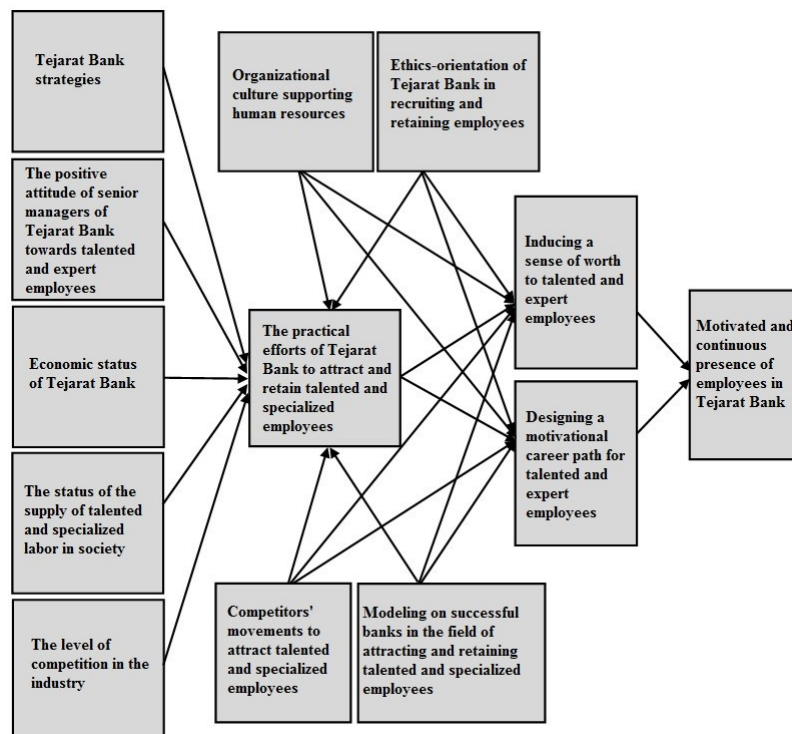 Tejarat Bank
strategies
The positive
attitude of senior
managers of
Tejarat Bank
towards talented
and expert
employees
Economic status
of Tejarat Bank
The status of the
supply of talented
and specialized
labor in society
The level of
competition in the
industry
Organizational
culture supporting
human resources
Ethics-orientation of
Tejarat Bank in
recruiting and
retaining employees
The practical
efforts of Tejarat
Bank to attract and
retain talented and
specialized
employees
Competitors'
movements to
attract talented
and specialized
employees
Modeling on successful
banks in the field of
attracting and retaining
talented and specialized
employees
Inducing a
sense of worth to
talented and
expert
employees
Designing a
motivational
career path for
talented and
expert
employees
Motivated and
continuous
presence of
employees in
Tejarat Bank